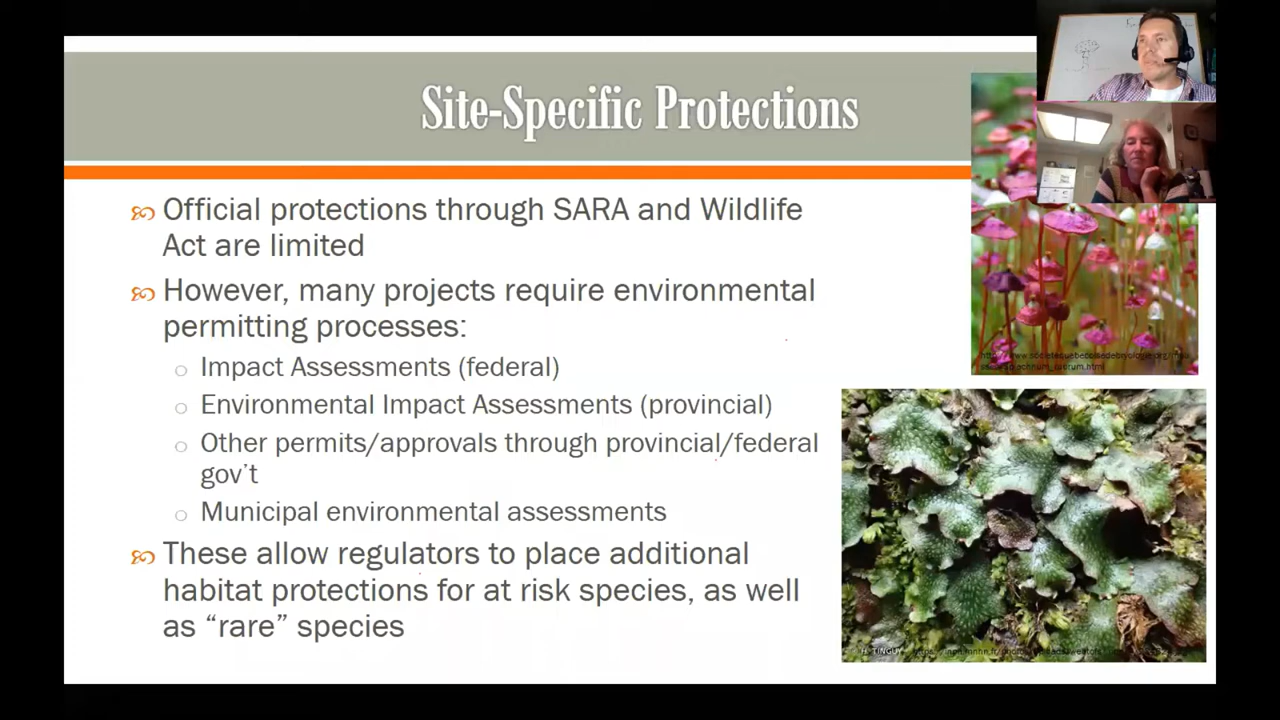 Site-Specific Protections
Official protections through SARA and Wildlife
Act are limited
However, many projects require environmental
permitting processes:
Impact Assessments (federal)
Environmental Impact Assessments (provincial)
Other permits/approvals through provincial/federal
gov't
Municipal environmental assessments
These allow regulators to place additional
habitat protections for at risk species, as well
as “rare” species
TINGUY